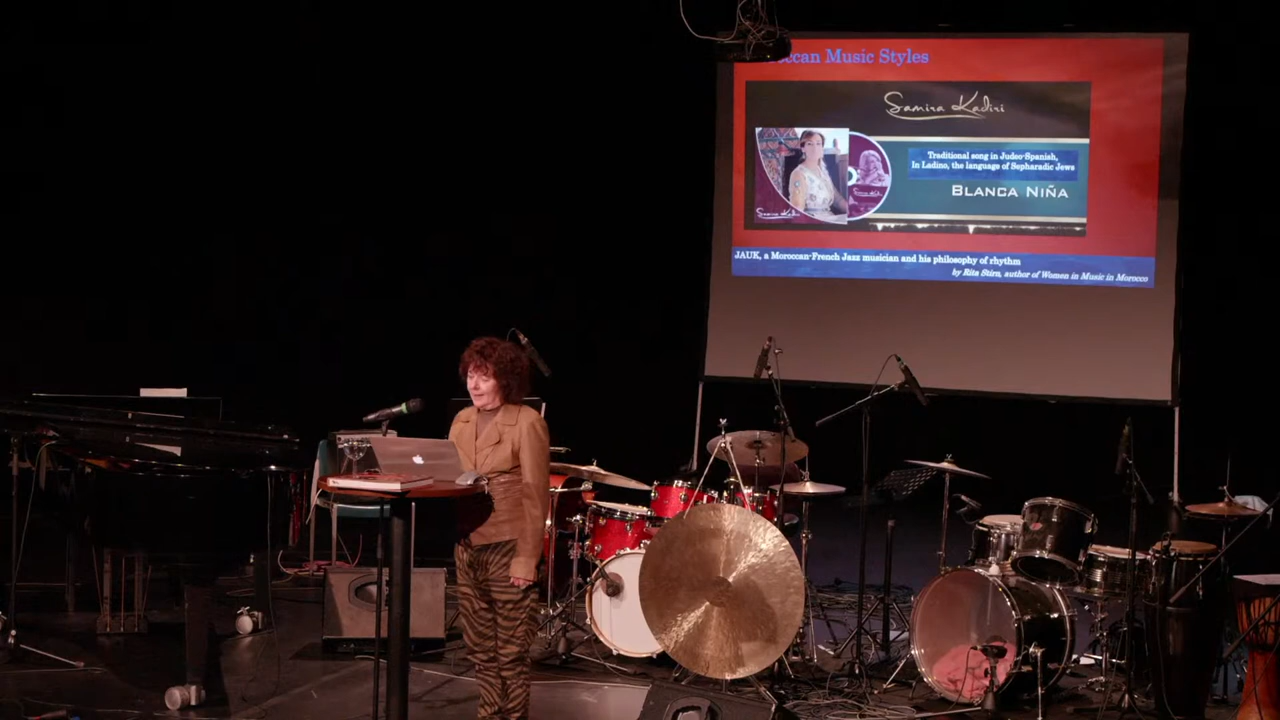 ccan Music Styles
Samira Kadiri
Traditional song in Judeo-Spanish,
In Ladino, the language of Sepharadic Jews
BLANCA NIÑA
JAUK, a Moroccan-French Jazz musician and his philosophy of rhythm
by Rita Stirn, author of Women in Music in Morocco